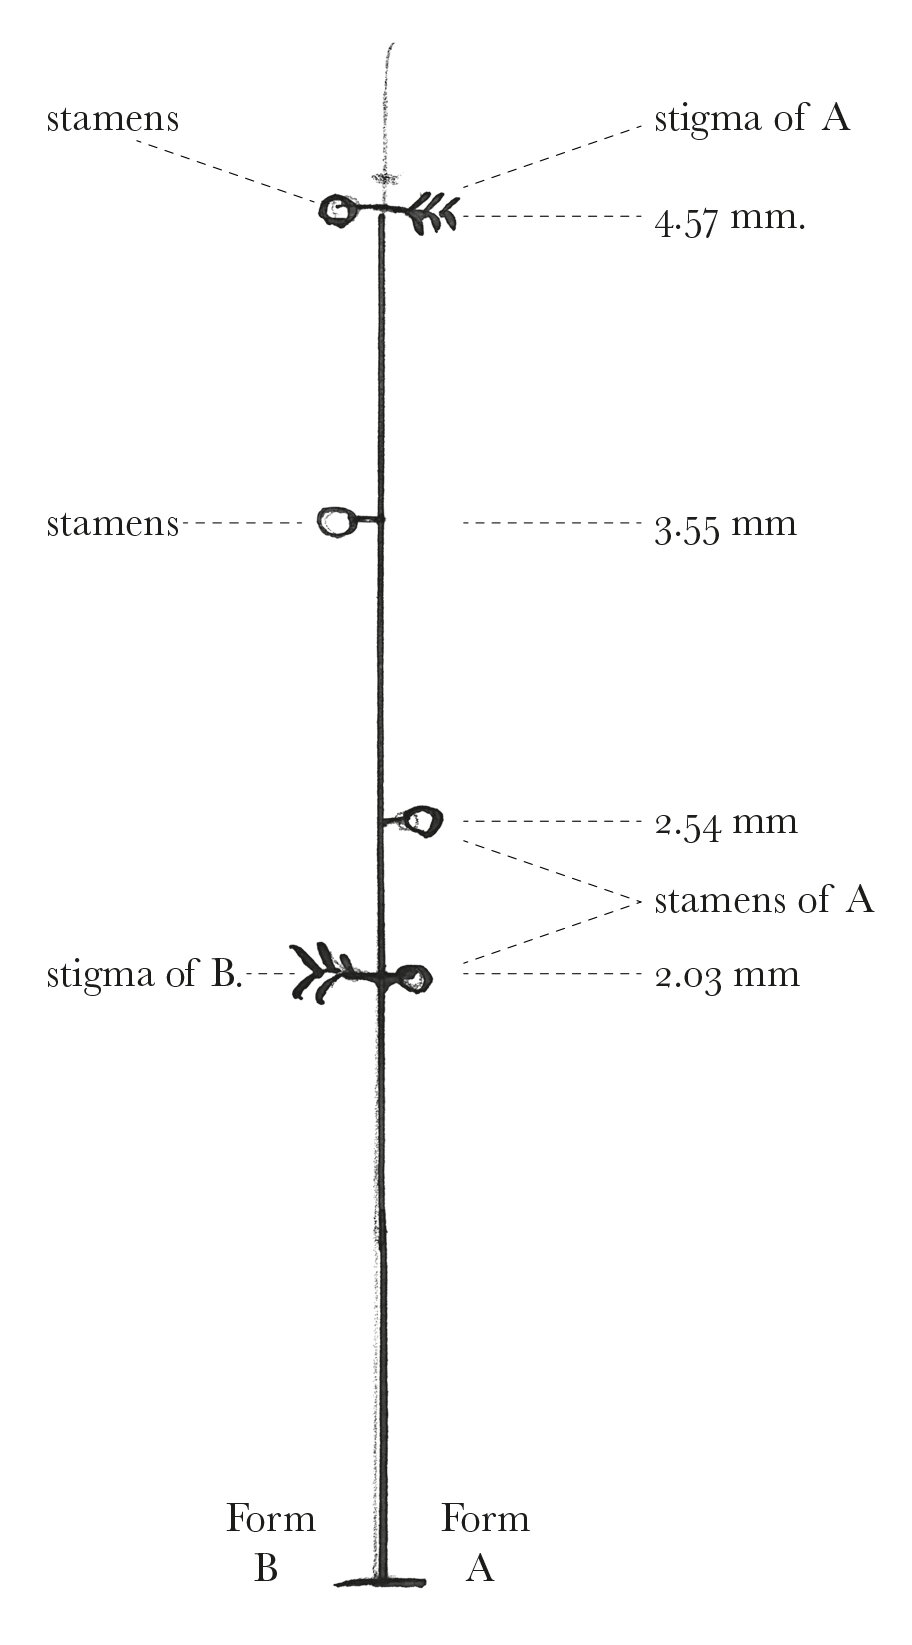 stamens
stigma of A
4.57 mm.
stamens
3.55 mm
2.54 mm
stamens of A
stigma of B.
2.03 mm
Form
B
Form
A